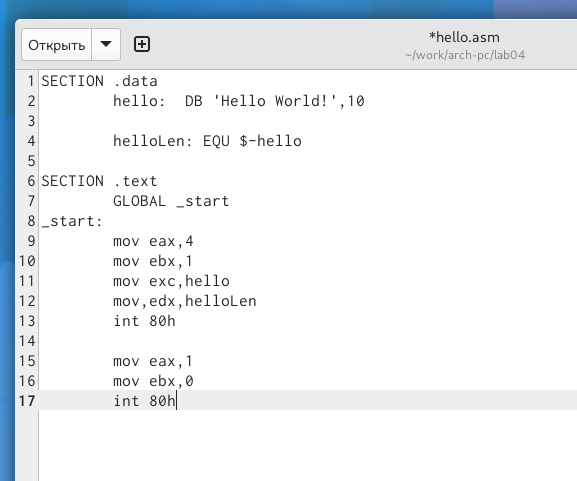 Открыть
*hello.asm
~/work/arch-pc/lab04
1 SECTION .data
2         hello:  DB 'Hello World!',10
3
4         helloLen: EQU $-hello
5
6 SECTION .text
7         GLOBAL _start
8 _start:
9         mov eax,4
10         mov ebx,1
11         mov exc,hello
12         mov,edx,helloLen
13         int 80h
14
15         mov eax,1
16         mov ebx,0
17         int 80h